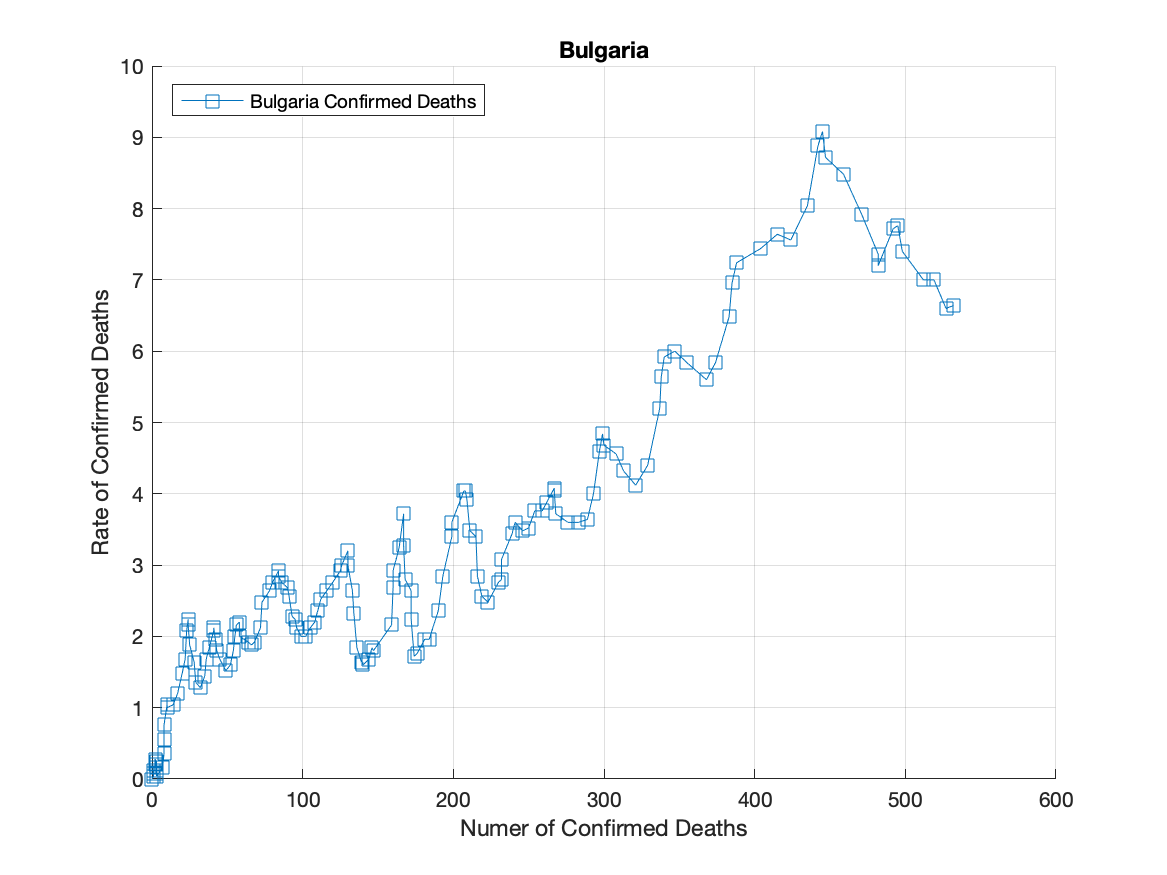 Bulgaria
10
9
8
7
6
5
4
3
2
1
0
Rate of Confirmed Deaths
Bulgaria Confirmed Deaths
0 100 200 300 400 500 600
Numer of Confirmed Deaths